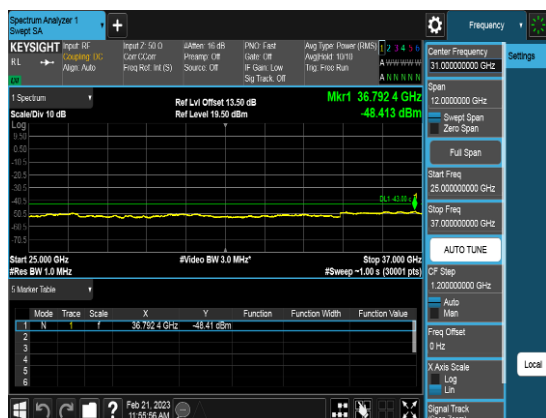 Spectrum Analyzer 1
Swept SA
+
Frequency
KEYSIGHT
RL
Input: RF
Coupling: DC
Align: Auto
Input Z: 50 Ω
Corr CCorr
Freq Ref: Int (S)
#Atten: 16 dB
Preamp: Off
Source: Off
PNO: Fast
Gate: Off
IF Gain: Low
Sig Track: Off
Avg Type: Power (RMS)
Avg|Hold: 10/10
Trig: Free Run
1 2 3 4 5 6
A W W W W W
A N N N N N
1 Spectrum
Scale/Div 10 dB
Ref Lvl Offset 13.50 dB
Ref Level 19.50 dBm
Mkr1 36.792 4 GHz
-48.413 dBm
Log
9.50
-0.500
-10.5
-20.5
-30.5
-40.5
-50.5
-60.5
-70.5
1
Start 25.000 GHz
#Res BW 1.0 MHz
#Video BW 3.0 MHz*
Stop 37.000 GHz
#Sweep ~1.00 s (30001 pts)
5 Marker Table
Mode Trace Scale X Y Function Function Width Function Value
1 N 1 f 36.792 4 GHz -48.41 dBm
2
3
4
5
6
Feb 21, 2023
11:55:56 AM
?
Center Frequency
31.000000000 GHz
Span
12.0000000 GHz
Swept Span
Zero Span
Full Span
Start Freq
25.000000000 GHz
Stop Freq
37.000000000 GHz
AUTO TUNE
CF Step
1.200000000 GHz
Auto
Man
Freq Offset
0 Hz
X Axis Scale
Log
Lin
Signal Track
Settings
Local